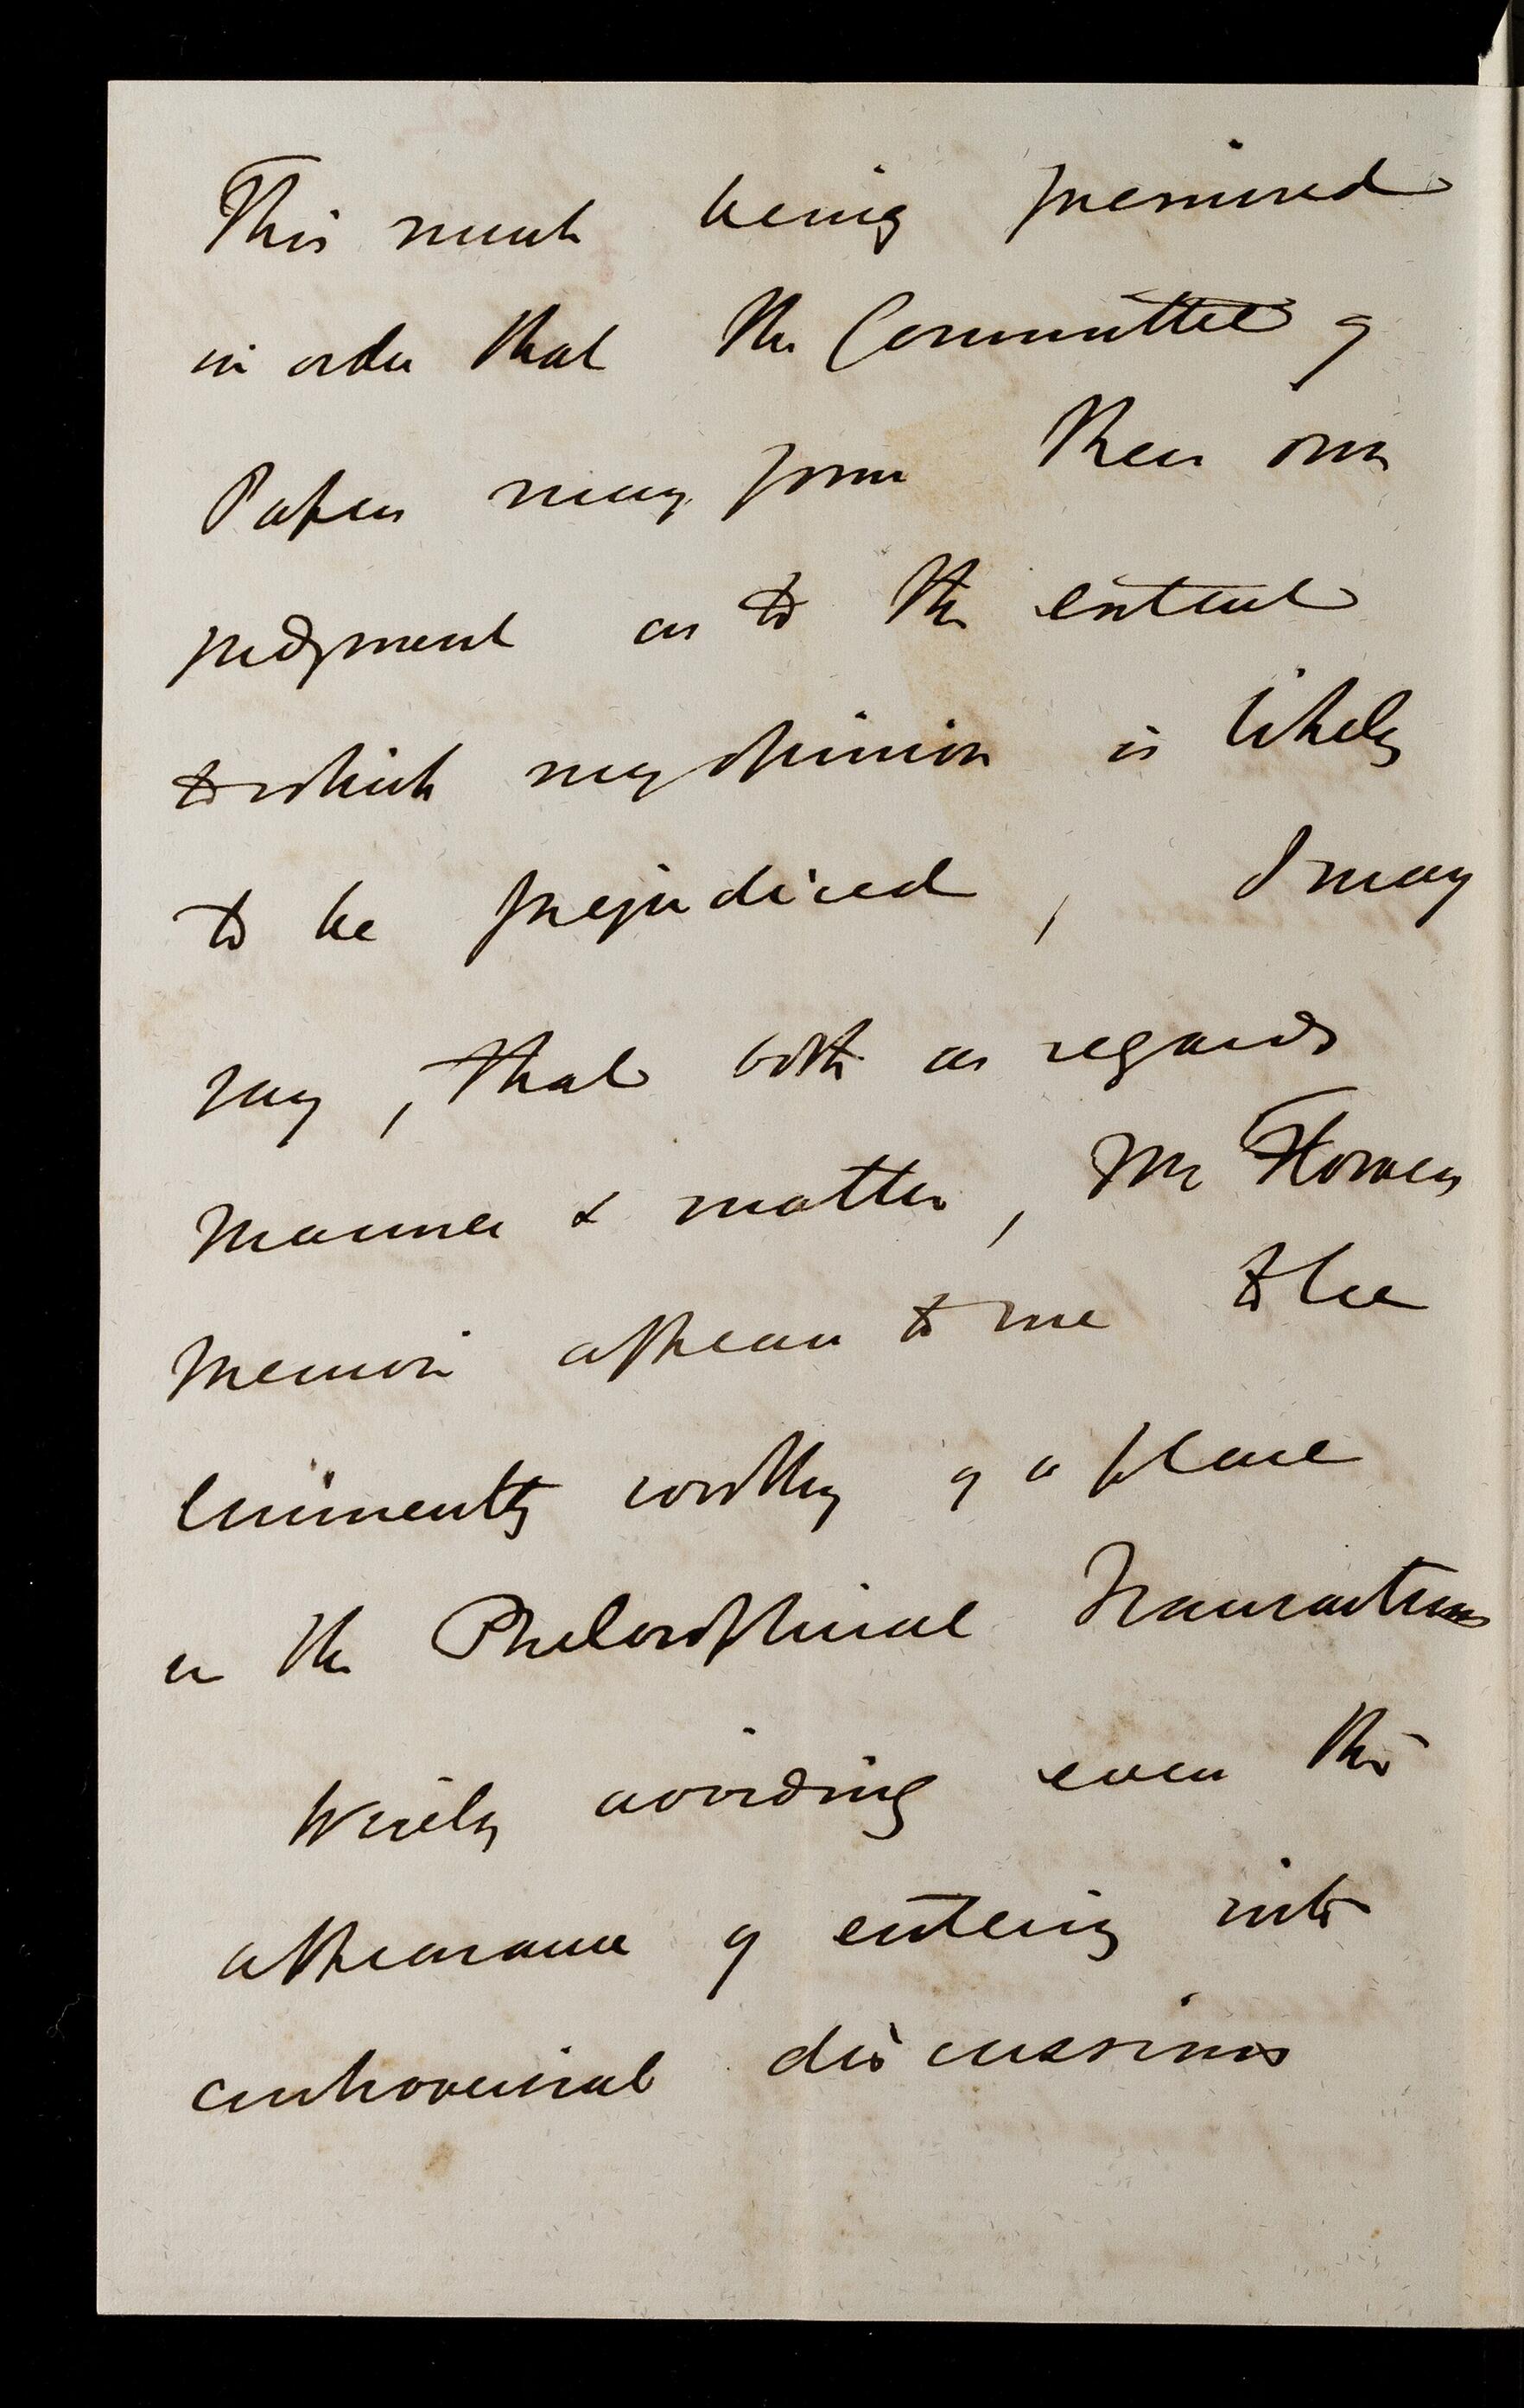 This much being premised
in order that the Committee of
Papers may form their own
judgment as to the extent
to which my opinion is likely
to be prejudiced, I may
say, that both as regards
manner & matter, Mr Flowers
Memoir appears to me to be
eminently worthy of a place
in the Philosophical Transactions
Wisely avoiding even the
appearance of entering into
controversial discussions